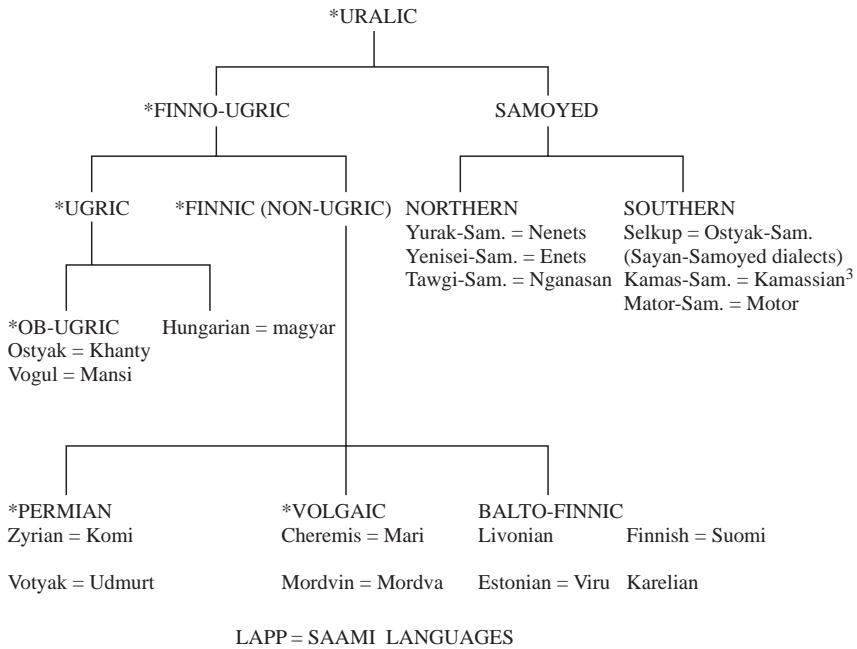 *URALIC
*FINNO-UGRIC SAMOYED
*UGRIC *FINNIC (NON-UGRIC) NORTHERN SOUTHERN
Yurak-Sam. = Nenets Selkup = Ostyak-Sam.
Yenisei-Sam. = Enets (Sayan-Samoyed dialects)
Tawgi-Sam. = Nganasan Kamas-Sam. = Kamassian³
Mator-Sam. = Motor
*OB-UGRIC Hungarian = magyar
Ostyak = Khanty
Vogul = Mansi
*PERMIAN *VOLGAIC BALTO-FINNIC
Zyrian = Komi Cheremis = Mari Livonian Finnish = Suomi
Votyak = Udmurt Mordvin = Mordva Estonian = Viru Karelian
LAPP = SAAMI LANGUAGES